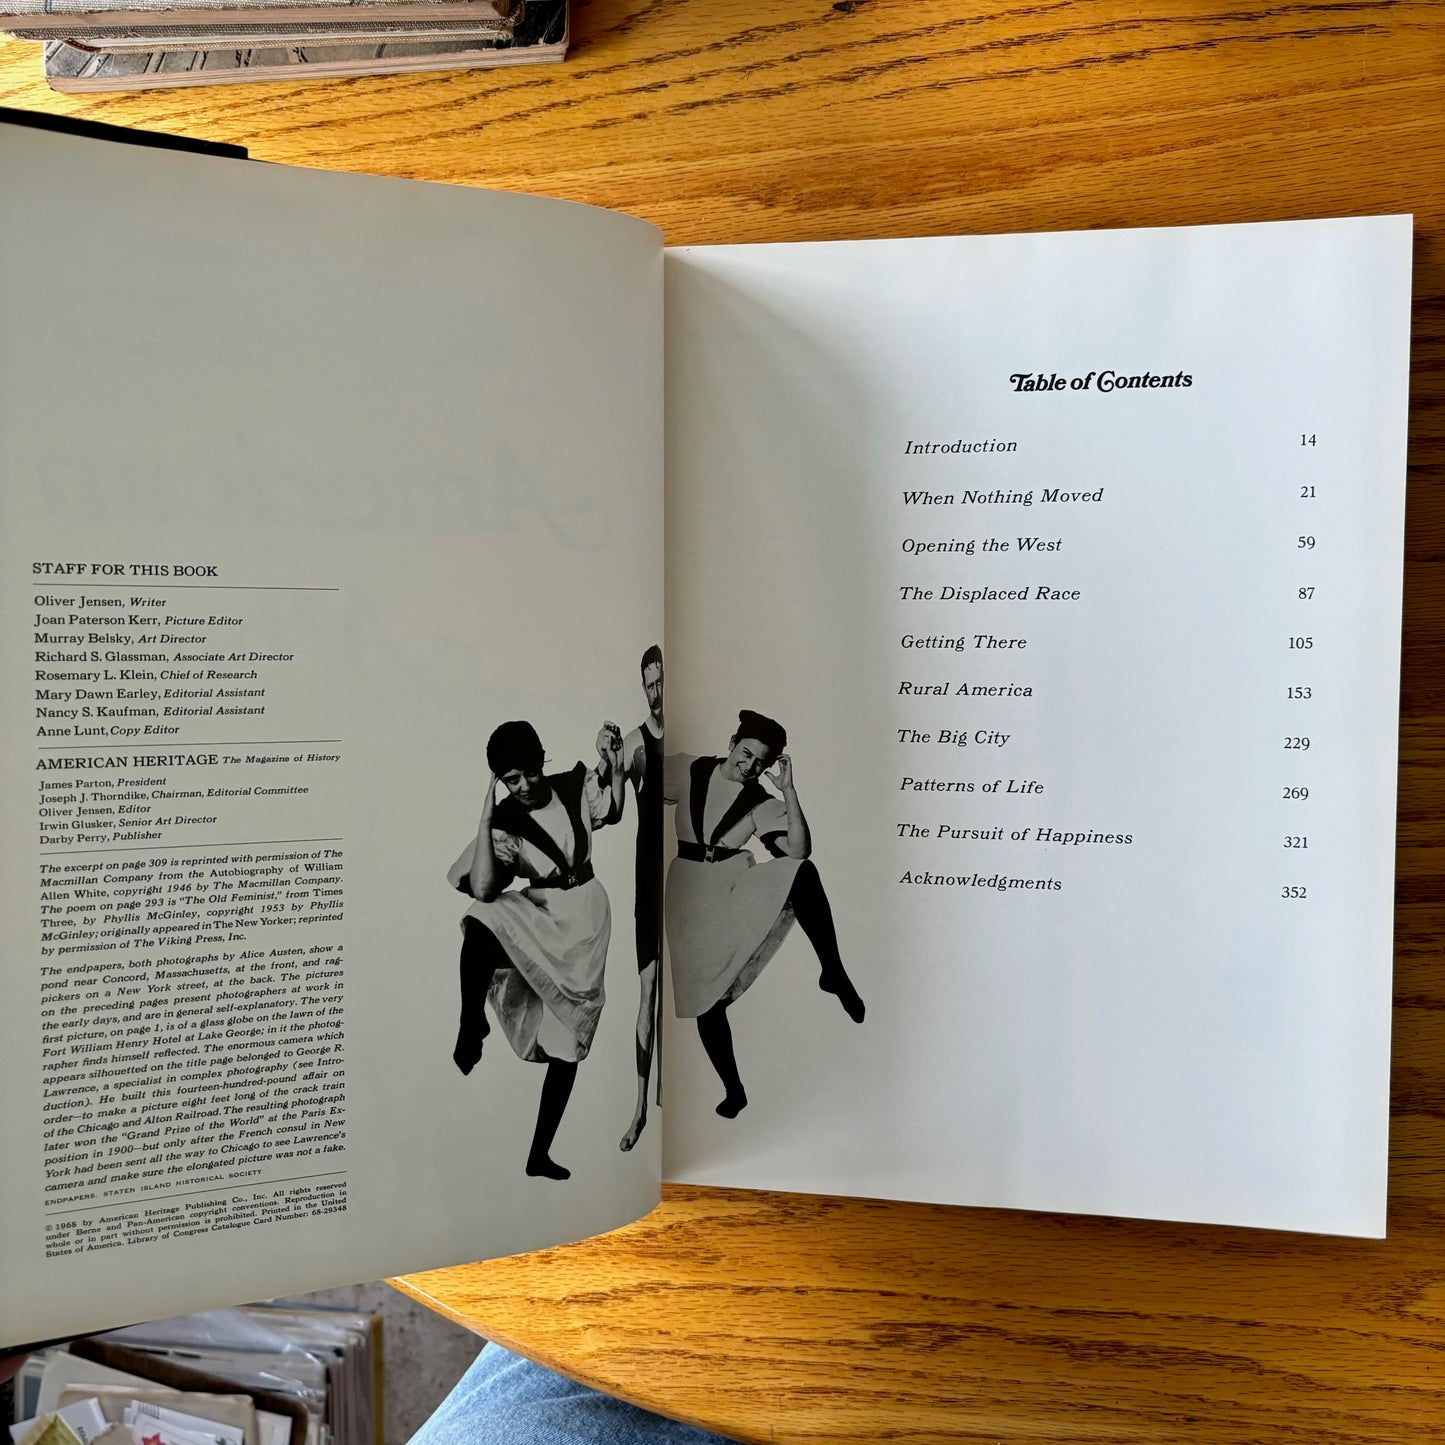 STAFF FOR THIS BOOK
Oliver Jensen, Writer
Joan Paterson Kerr, Picture Editor
Murray Belsky, Art Director
Richard S. Glassman, Associate Art Director
Rosemary L. Klein, Chief of Research
Mary Dawn Earley, Editorial Assistant
Nancy S. Kaufman, Editorial Assistant
Anne Lunt, Copy Editor
AMERICAN HERITAGE The Magazine of History
James Parton, President
Joseph J. Thorndike, Chairman, Editorial Committee
Oliver Jensen, Editor
Irwin Glusker, Senior Art Director
Darby Perry, Publisher
The excerpt on page 309 is reprinted with permission of The
Macmillan Company from the Autobiography of William
Allen White, copyright 1946 by The Macmillan Company.
The poem on page 293 is "The Old Feminist," from Times
Three, by Phyllis McGinley, copyright 1953 by Phyllis
McGinley; originally appeared in The New Yorker; reprinted
by permission of The Viking Press, Inc.
The endpapers, both photographs by Alice Austen, show a
pond near Concord, Massachusetts, at the front, and rag-
pickers on a New York street, at the back. The pictures
on the preceding pages present photographers at work in
the early days, and are in general self-explanatory. The very
first picture, on page 1, is of a glass globe on the lawn of the
Fort William Henry Hotel at Lake George; in it the photog-
rapher finds himself reflected. The enormous camera which
appears silhouetted on the title page belonged to George R.
Lawrence, a specialist in complex photography (see Intro-
duction). He built this fourteen-hundred-pound affair on
order—to make a picture eight feet long of the crack train
of the Chicago and Alton Railroad. The resulting photograph
later won the "Grand Prize of the World" at the Paris Ex-
position in 1900—but only after the French consul in New
York had been sent all the way to Chicago to see Lawrence's
camera and make sure the elongated picture was not a fake.
ENDPAPERS: STATEN ISLAND HISTORICAL SOCIETY
© 1968 by American Heritage Publishing Co., Inc. All rights reserved
under Berne and Pan-American copyright conventions. Reproduction in
whole or in part without permission is prohibited. Printed in the United
States of America. Library of Congress Catalogue Card Number: 68-29348
Table of Contents
Introduction 14
When Nothing Moved 21
Opening the West 59
The Displaced Race 87
Getting There 105
Rural America 153
The Big City 229
Patterns of Life 269
The Pursuit of Happiness 321
Acknowledgments 352